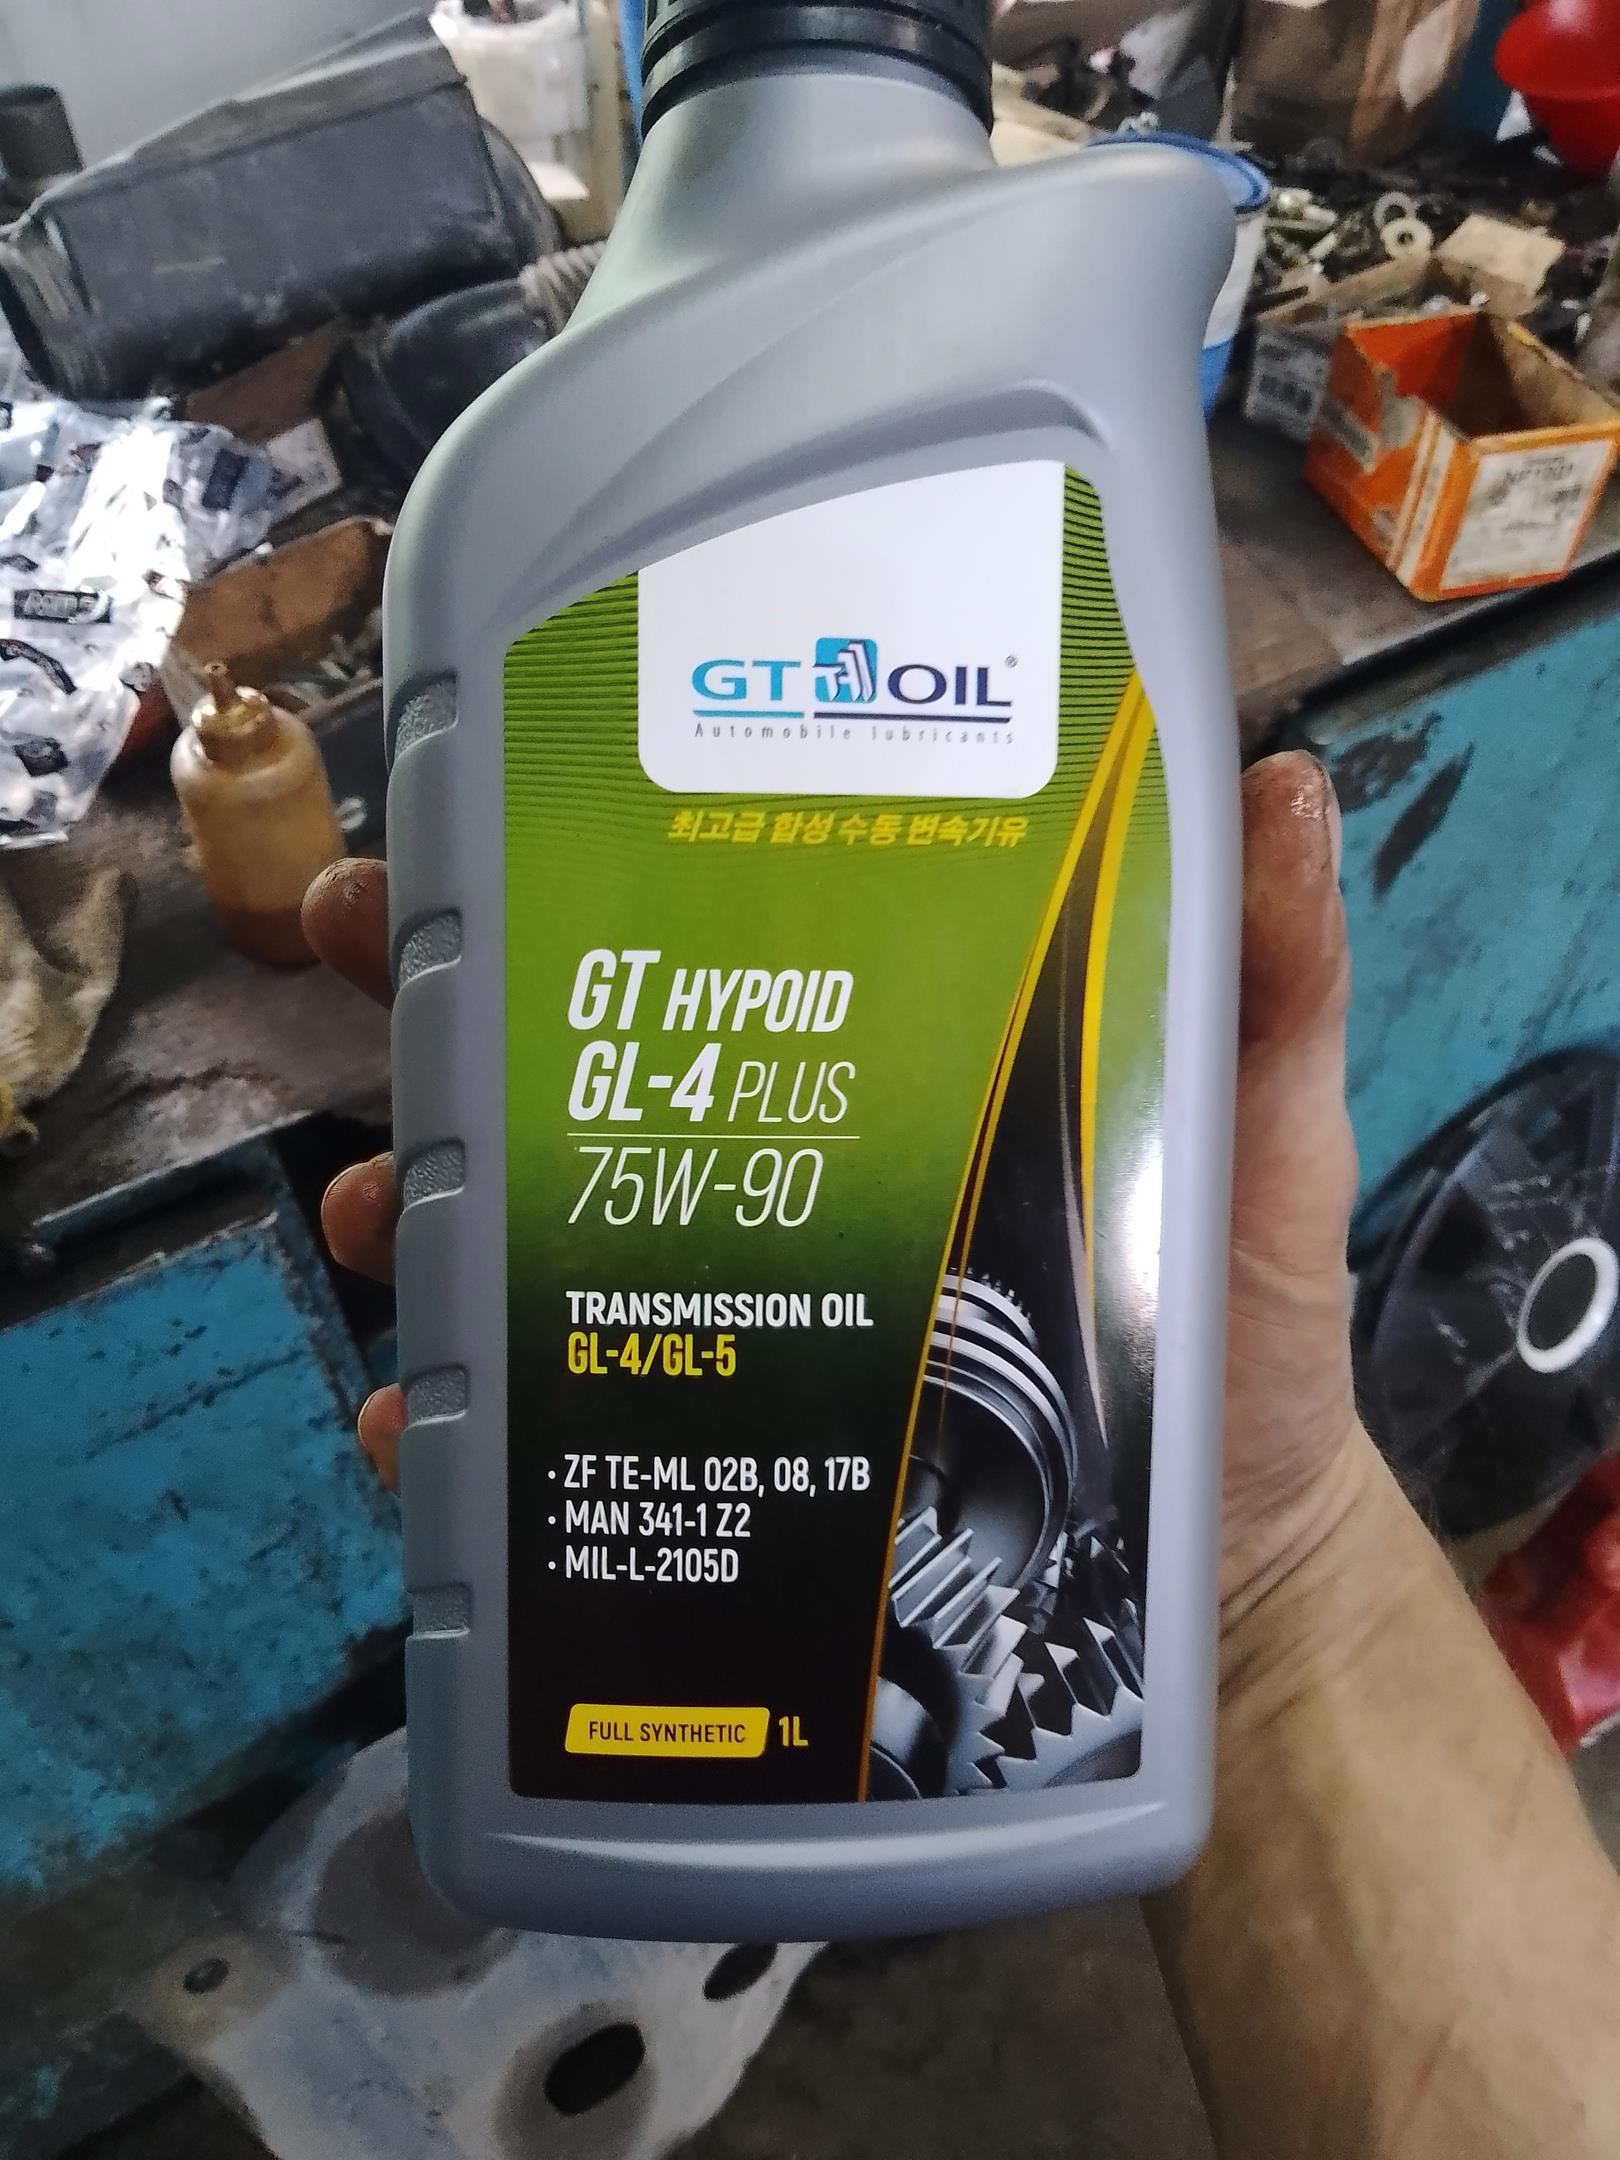 GT OIL®
Automobile lubricants
최고급 합성 수동 변속기유
GT HYPOID
GL-4 PLUS
75W-90
TRANSMISSION OIL
GL-4/GL-5
· ZF TE-ML 02B, 08, 17B
· MAN 341-1 Z2
· MIL-L-2105D
FULL SYNTHETIC 1L